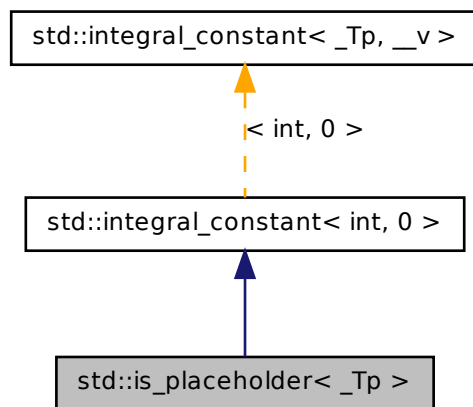 std::integral_constant< _Tp, __v >
< int, 0 >
std::integral_constant< int, 0 >
std::is_placeholder< _Tp >